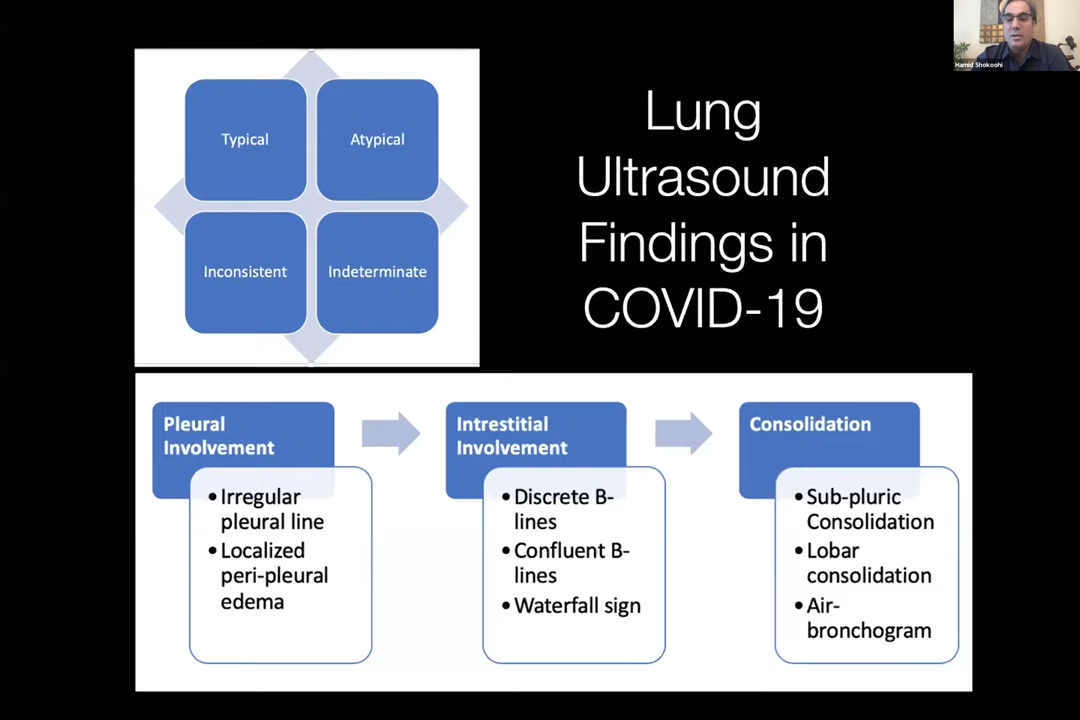 Hamid Shokoohi
Typical
Atypical
Inconsistent
Indeterminate
Lung
Ultrasound
Findings in
COVID-19
Pleural
Involvement
•Irregular
pleural line
•Localized
peri-pleural
edema
Intrestitial
Involvement
•Discrete B-
lines
•Confluent B-
lines
•Waterfall sign
Consolidation
•Sub-pluric
Consolidation
•Lobar
consolidation
•Air-
bronchogram